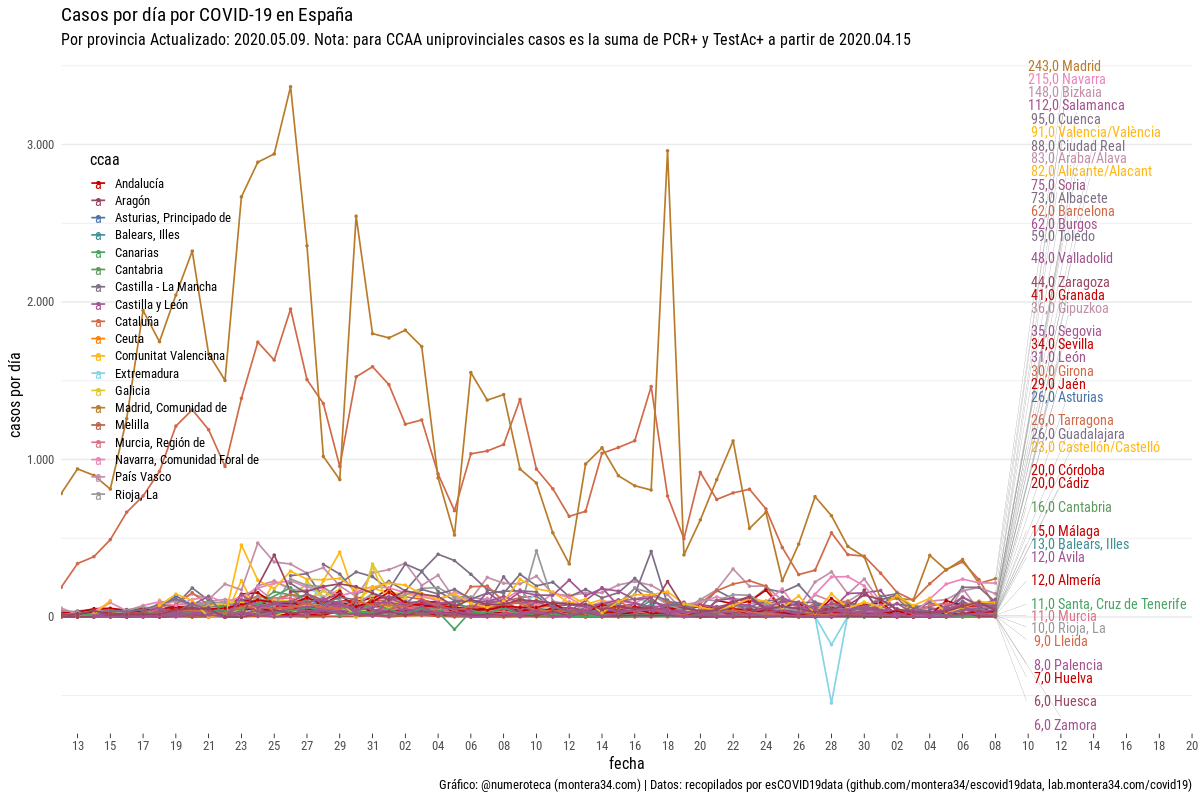 Casos por día por COVID-19 en España
Por provincia Actualizado: 2020.05.09. Nota: para CCAA uniprovinciales casos es la suma de PCR+ y TestAc+ a partir de 2020.04.15
casos por día
3.000
2.000
1.000
0
ccaa
Andalucía
Aragón
Asturias, Principado de
Balears, Illes
Canarias
Cantabria
Castilla - La Mancha
Castilla y León
Cataluña
Ceuta
Comunitat Valenciana
Extremadura
Galicia
Madrid, Comunidad de
Melilla
Murcia, Región de
Navarra, Comunidad Foral de
País Vasco
Rioja, La
243,0 Madrid
215,0 Navarra
148,0 Bizkaia
112,0 Salamanca
95,0 Cuenca
91,0 Valencia/València
88,0 Ciudad Real
83,0 Araba/Álava
82,0 Alicante/Alacant
75,0 Soria
73,0 Albacete
62,0 Barcelona
62,0 Burgos
59,0 Toledo
48,0 Valladolid
44,0 Zaragoza
41,0 Granada
36,0 Gipuzkoa
35,0 Segovia
34,0 Sevilla
31,0 León
30,0 Girona
29,0 Jaén
26,0 Asturias
26,0 Tarragona
26,0 Guadalajara
23,0 Castellón/Castelló
20,0 Córdoba
20,0 Cádiz
16,0 Cantabria
15,0 Málaga
13,0 Balears, Illes
12,0 Ávila
12,0 Almería
11,0 Santa, Cruz de Tenerife
11,0 Murcia
10,0 Rioja, La
9,0 Lleida
8,0 Palencia
7,0 Huelva
6,0 Huesca
6,0 Zamora
13 15 17 19 21 23 25 27 29 31 02 04 06 08 10 12 14 16 18 20 22 24 26 28 30 02 04 06 08 10 12 14 16 18 20
fecha
Gráfico: @numeroteca (montera34.com) | Datos: recopilados por esCOVID19data (github.com/montera34/escovid19data, lab.montera34.com/covid19)